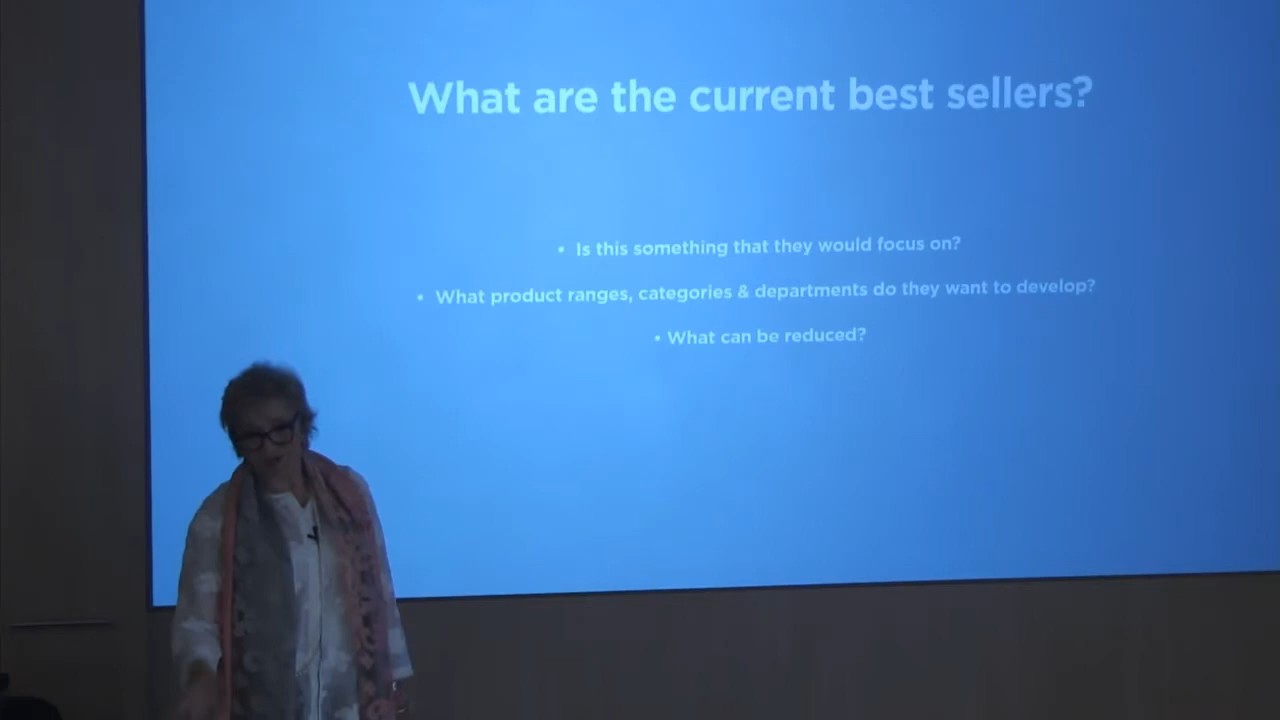 What are the current best sellers?
• Is this something that they would focus on?
• What product ranges, categories & departments do they want to develop?
• What can be reduced?